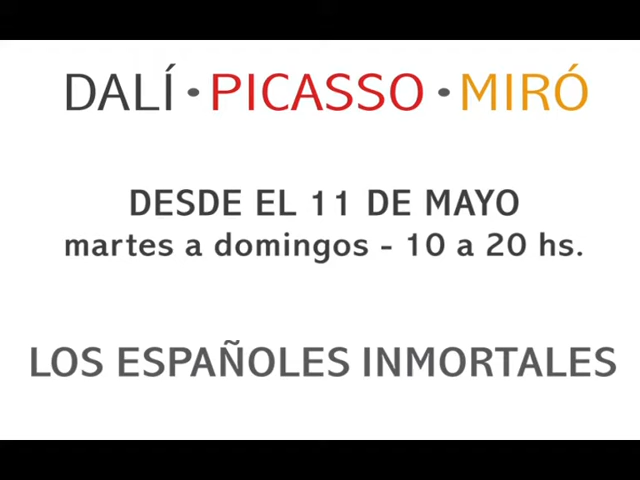 DALÍ • PICASSO • MIRÓ
DESDE EL 11 DE MAYO
martes a domingos - 10 a 20 hs.
LOS ESPAÑOLES INMORTALES